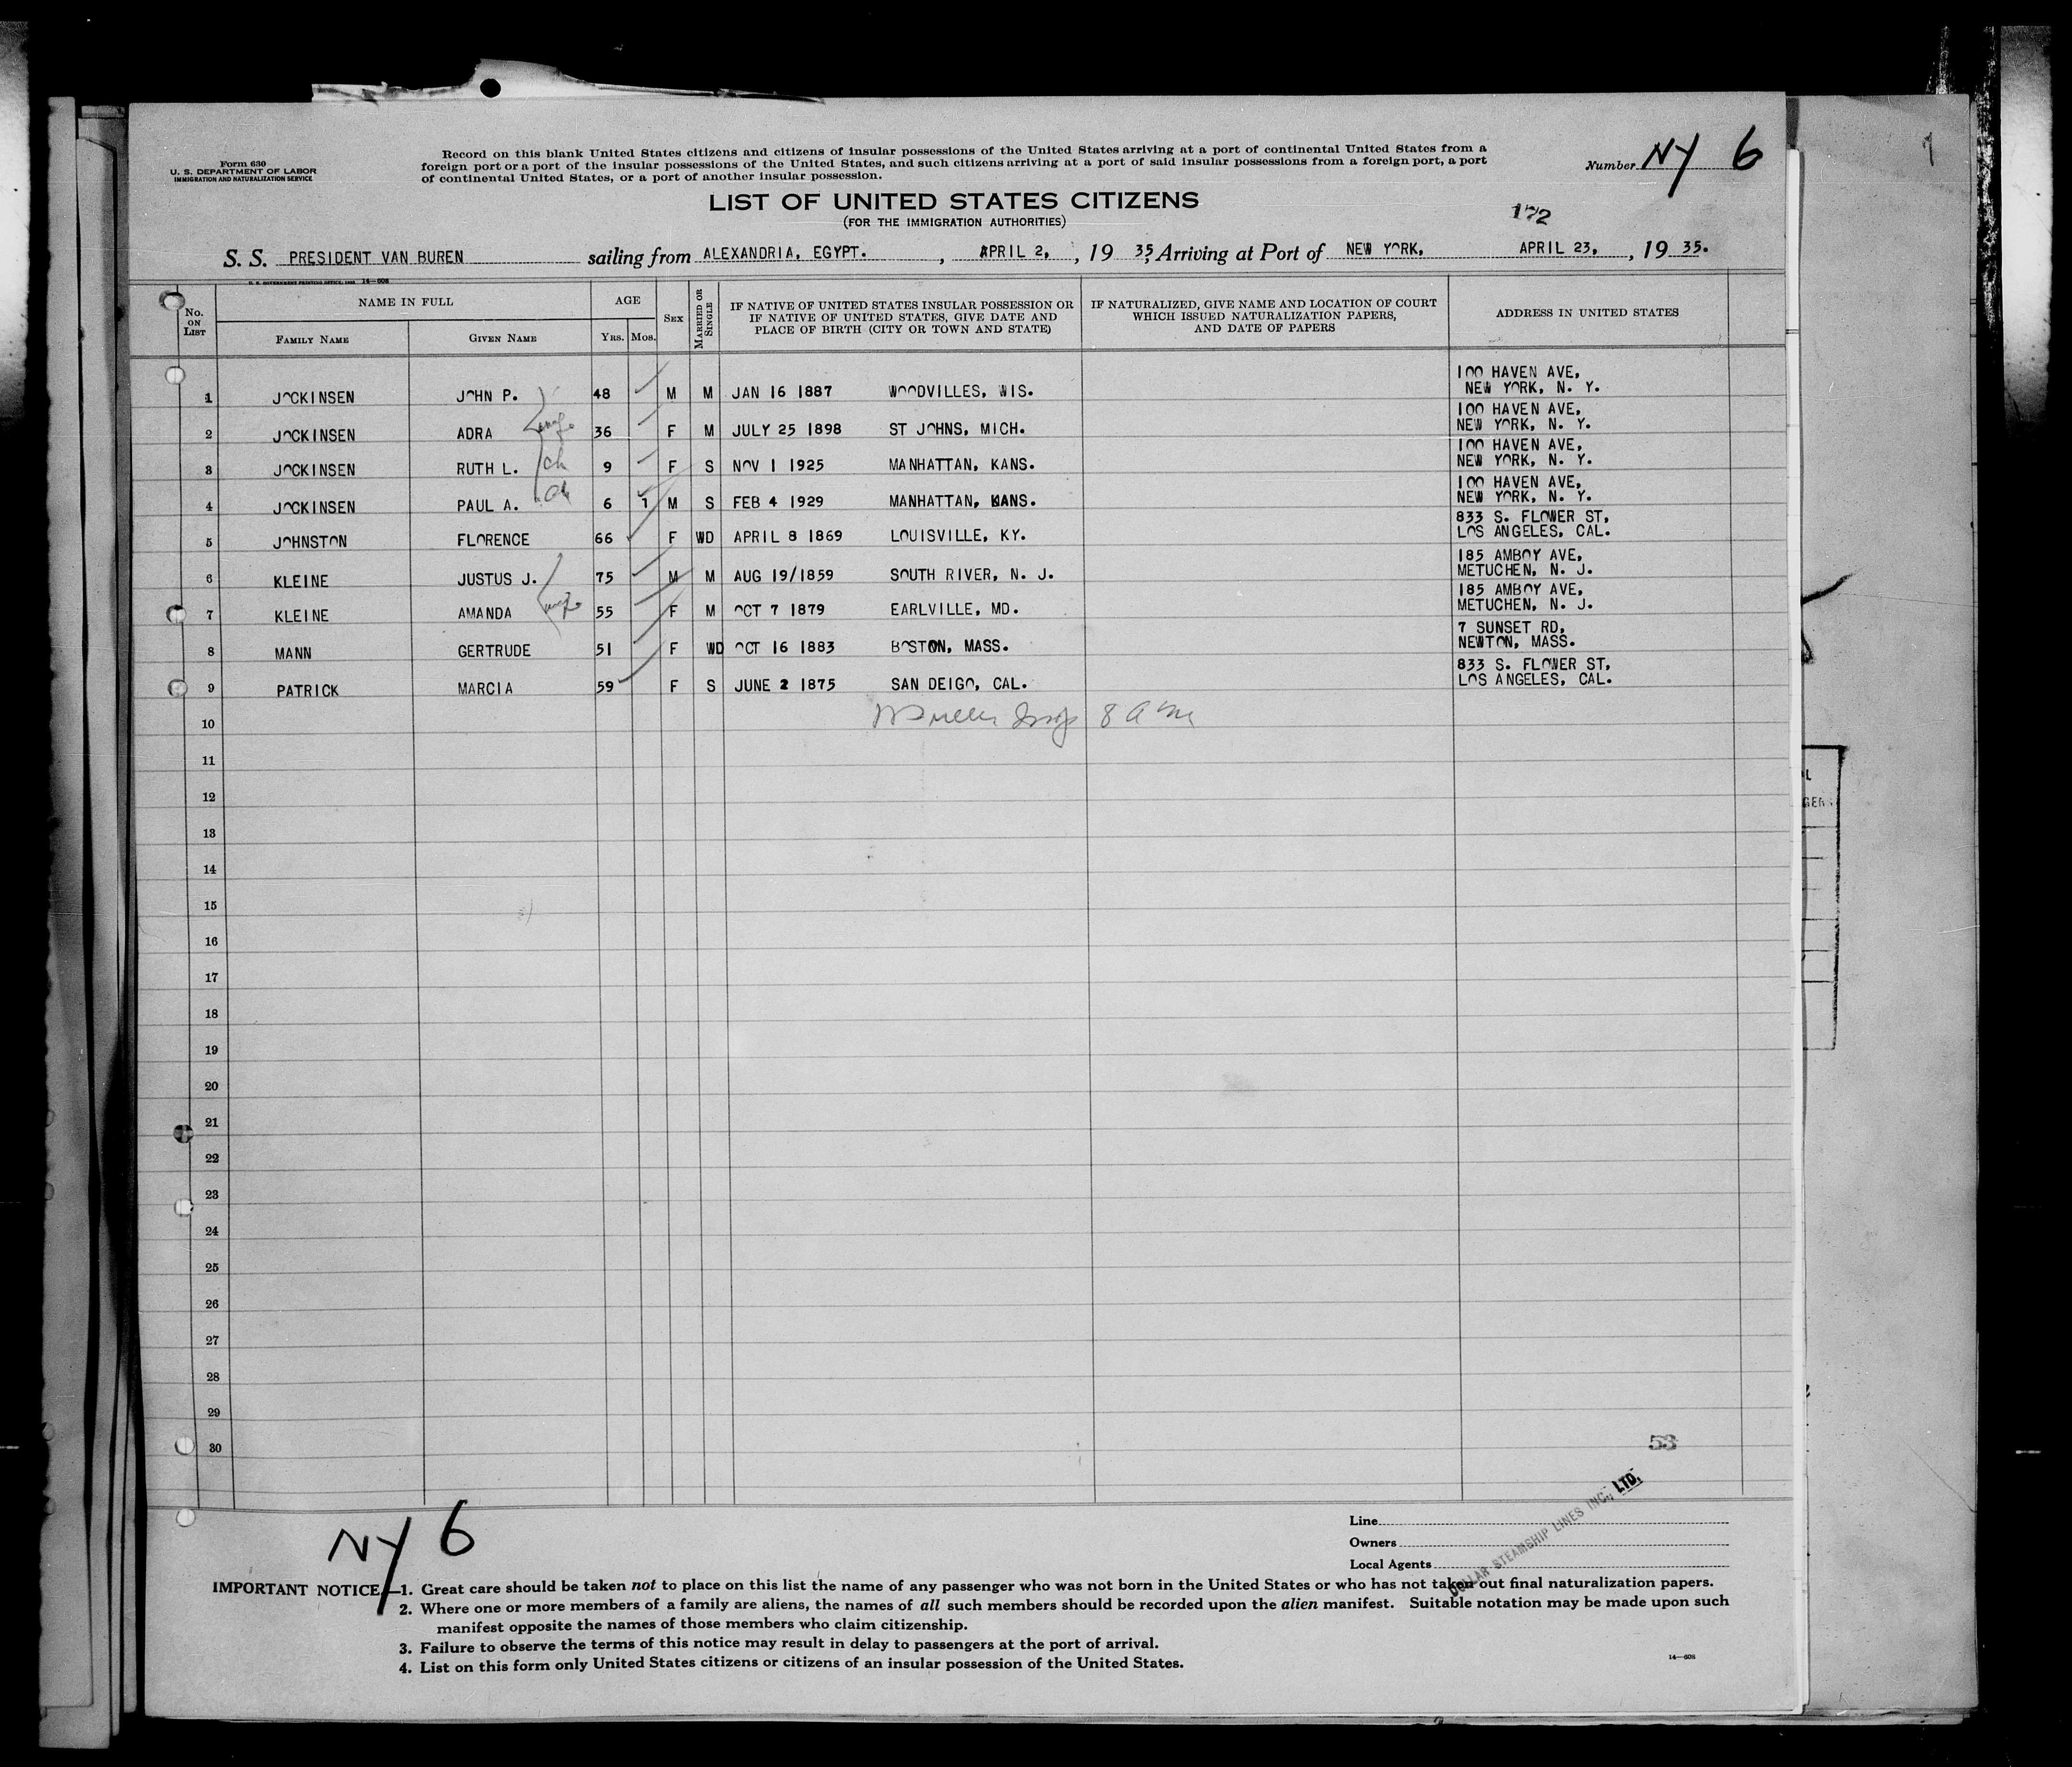 Form 630
U. S. DEPARTMENT OF LABOR
IMMIGRATION AND NATURALIZATION SERVICE
Record on this blank United States citizens and citizens of insular possessions of the United States arriving at a port of continental United States from a
foreign port or a port of the insular possessions of the United States, and such citizens arriving at a port of said insular possessions from a foreign port, a port
of continental United States, or a port of another insular possession.
Number NY 6
LIST OF UNITED STATES CITIZENS
(FOR THE IMMIGRATION AUTHORITIES)
172
S. S. PRESIDENT VAN BUREN sailing from ALEXANDRIA, EGYPT. , APRIL 2, , 19 35, Arriving at Port of NEW YORK, APRIL 23, , 19 35.
U. S. GOVERNMENT PRINTING OFFICE: 14—608
No. ON LIST
NAME IN FULL
FAMILY NAME
GIVEN NAME
AGE
YRS. MOS.
SEX
MARRIED OR SINGLE
IF NATIVE OF UNITED STATES INSULAR POSSESSION OR
IF NATIVE OF UNITED STATES, GIVE DATE AND
PLACE OF BIRTH (CITY OR TOWN AND STATE)
IF NATURALIZED, GIVE NAME AND LOCATION OF COURT
WHICH ISSUED NATURALIZATION PAPERS,
AND DATE OF PAPERS
ADDRESS IN UNITED STATES
1 JOCKINSEN JOHN P. 48 M M JAN 16 1887 WOODVILLES, WIS. 100 HAVEN AVE, NEW YORK, N. Y.
2 JOCKINSEN ADRA wife 36 F M JULY 25 1898 ST JOHNS, MICH. 100 HAVEN AVE, NEW YORK, N. Y.
3 JOCKINSEN RUTH L. ch 9 F S NOV 1 1925 MANHATTAN, KANS. 100 HAVEN AVE, NEW YORK, N. Y.
4 JOCKINSEN PAUL A. ch 6 1 M S FEB 4 1929 MANHATTAN, KANS. 100 HAVEN AVE, NEW YORK, N. Y.
5 JOHNSTON FLORENCE 66 F WD APRIL 8 1869 LOUISVILLE, KY. 833 S. FLOWER ST, LOS ANGELES, CAL.
6 KLEINE JUSTUS J. 75 M M AUG 19/1859 SOUTH RIVER, N. J. 185 AMBOY AVE, METUCHEN, N. J.
7 KLEINE AMANDA wife 55 F M OCT 7 1879 EARLVILLE, MD. 185 AMBOY AVE, METUCHEN, N. J.
8 MANN GERTRUDE 51 F WD OCT 16 1883 BOSTON, MASS. 7 SUNSET RD, NEWTON, MASS.
9 PATRICK MARCIA 59 F S JUNE 2 1875 SAN DEIGO, CAL. 833 S. FLOWER ST, LOS ANGELES, CAL.
10 Insp 8 a m
11
12
13
14
15
16
17
18
19
20
21
22
23
24
25
26
27
28
29
30
53
NY 6
Line
Owners
Local Agents
DOLLAR STEAMSHIP LINES INC., LTD.
IMPORTANT NOTICE.—1. Great care should be taken not to place on this list the name of any passenger who was not born in the United States or who has not taken out final naturalization papers.
2. Where one or more members of a family are aliens, the names of all such members should be recorded upon the alien manifest. Suitable notation may be made upon such
manifest opposite the names of those members who claim citizenship.
3. Failure to observe the terms of this notice may result in delay to passengers at the port of arrival.
4. List on this form only United States citizens or citizens of an insular possession of the United States.
14—608